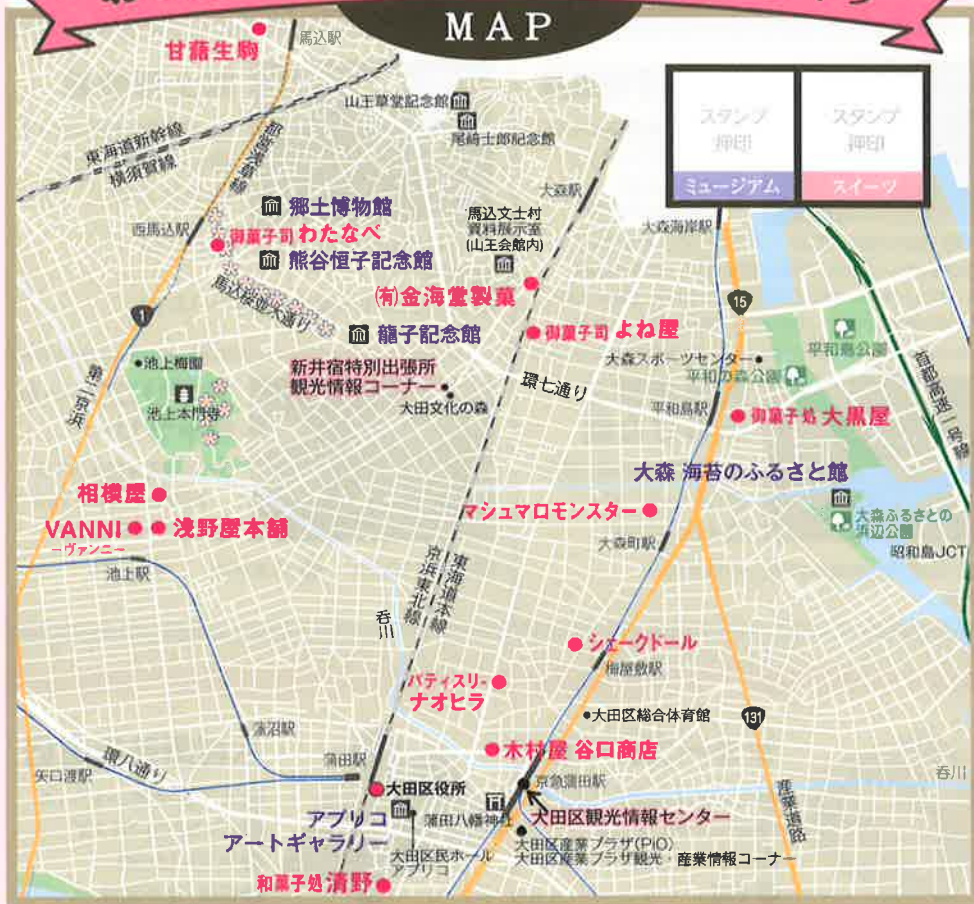 MAP
甘藷生駒
馬込駅
山王草堂記念館
尾﨑士郎記念館
東海道新幹線
横須賀線
都営浅草線
スタンプ
押印
ミュージアム
スタンプ
押印
スイーツ
大森駅
郷土博物館
西馬込駅
御菓子司 わたなべ
熊谷恒子記念館
馬込文士村
資料展示室
(山王会館内)
大森海岸駅
馬込桜並木通り
(有)金海堂製菓
1
15
龍子記念館
御菓子司 よね屋
平和島公園
首都高速一号線
池上梅園
新井宿特別出張所
観光情報コーナー
大田文化の森
環七通り
大森スポーツセンター
平和の森公園
第二京浜
池上本門寺
平和島駅
御菓子処 大黒屋
大森 海苔のふるさと館
相模屋
VANNI
ーヴァンニー
浅野屋本舗
マシュマロモンスター
大森ふるさとの
浜辺公園
池上駅
大森町駅
昭和島JCT
東海道本線
京浜東北線
呑川
シェークドール
梅屋敷駅
パティスリー
ナオヒラ
大田区総合体育館
131
蓮沼駅
木村屋 谷口商店
環八通り
矢口渡駅
蒲田駅
京急蒲田駅
呑川
大田区役所
産業道路
アプリコ
アートギャラリー
蒲田八幡神社
大田区観光情報センター
大田区民ホール
アプリコ
大田区産業プラザ(PiO)
大田区産業プラザ観光・産業情報コーナー
和菓子処 清野